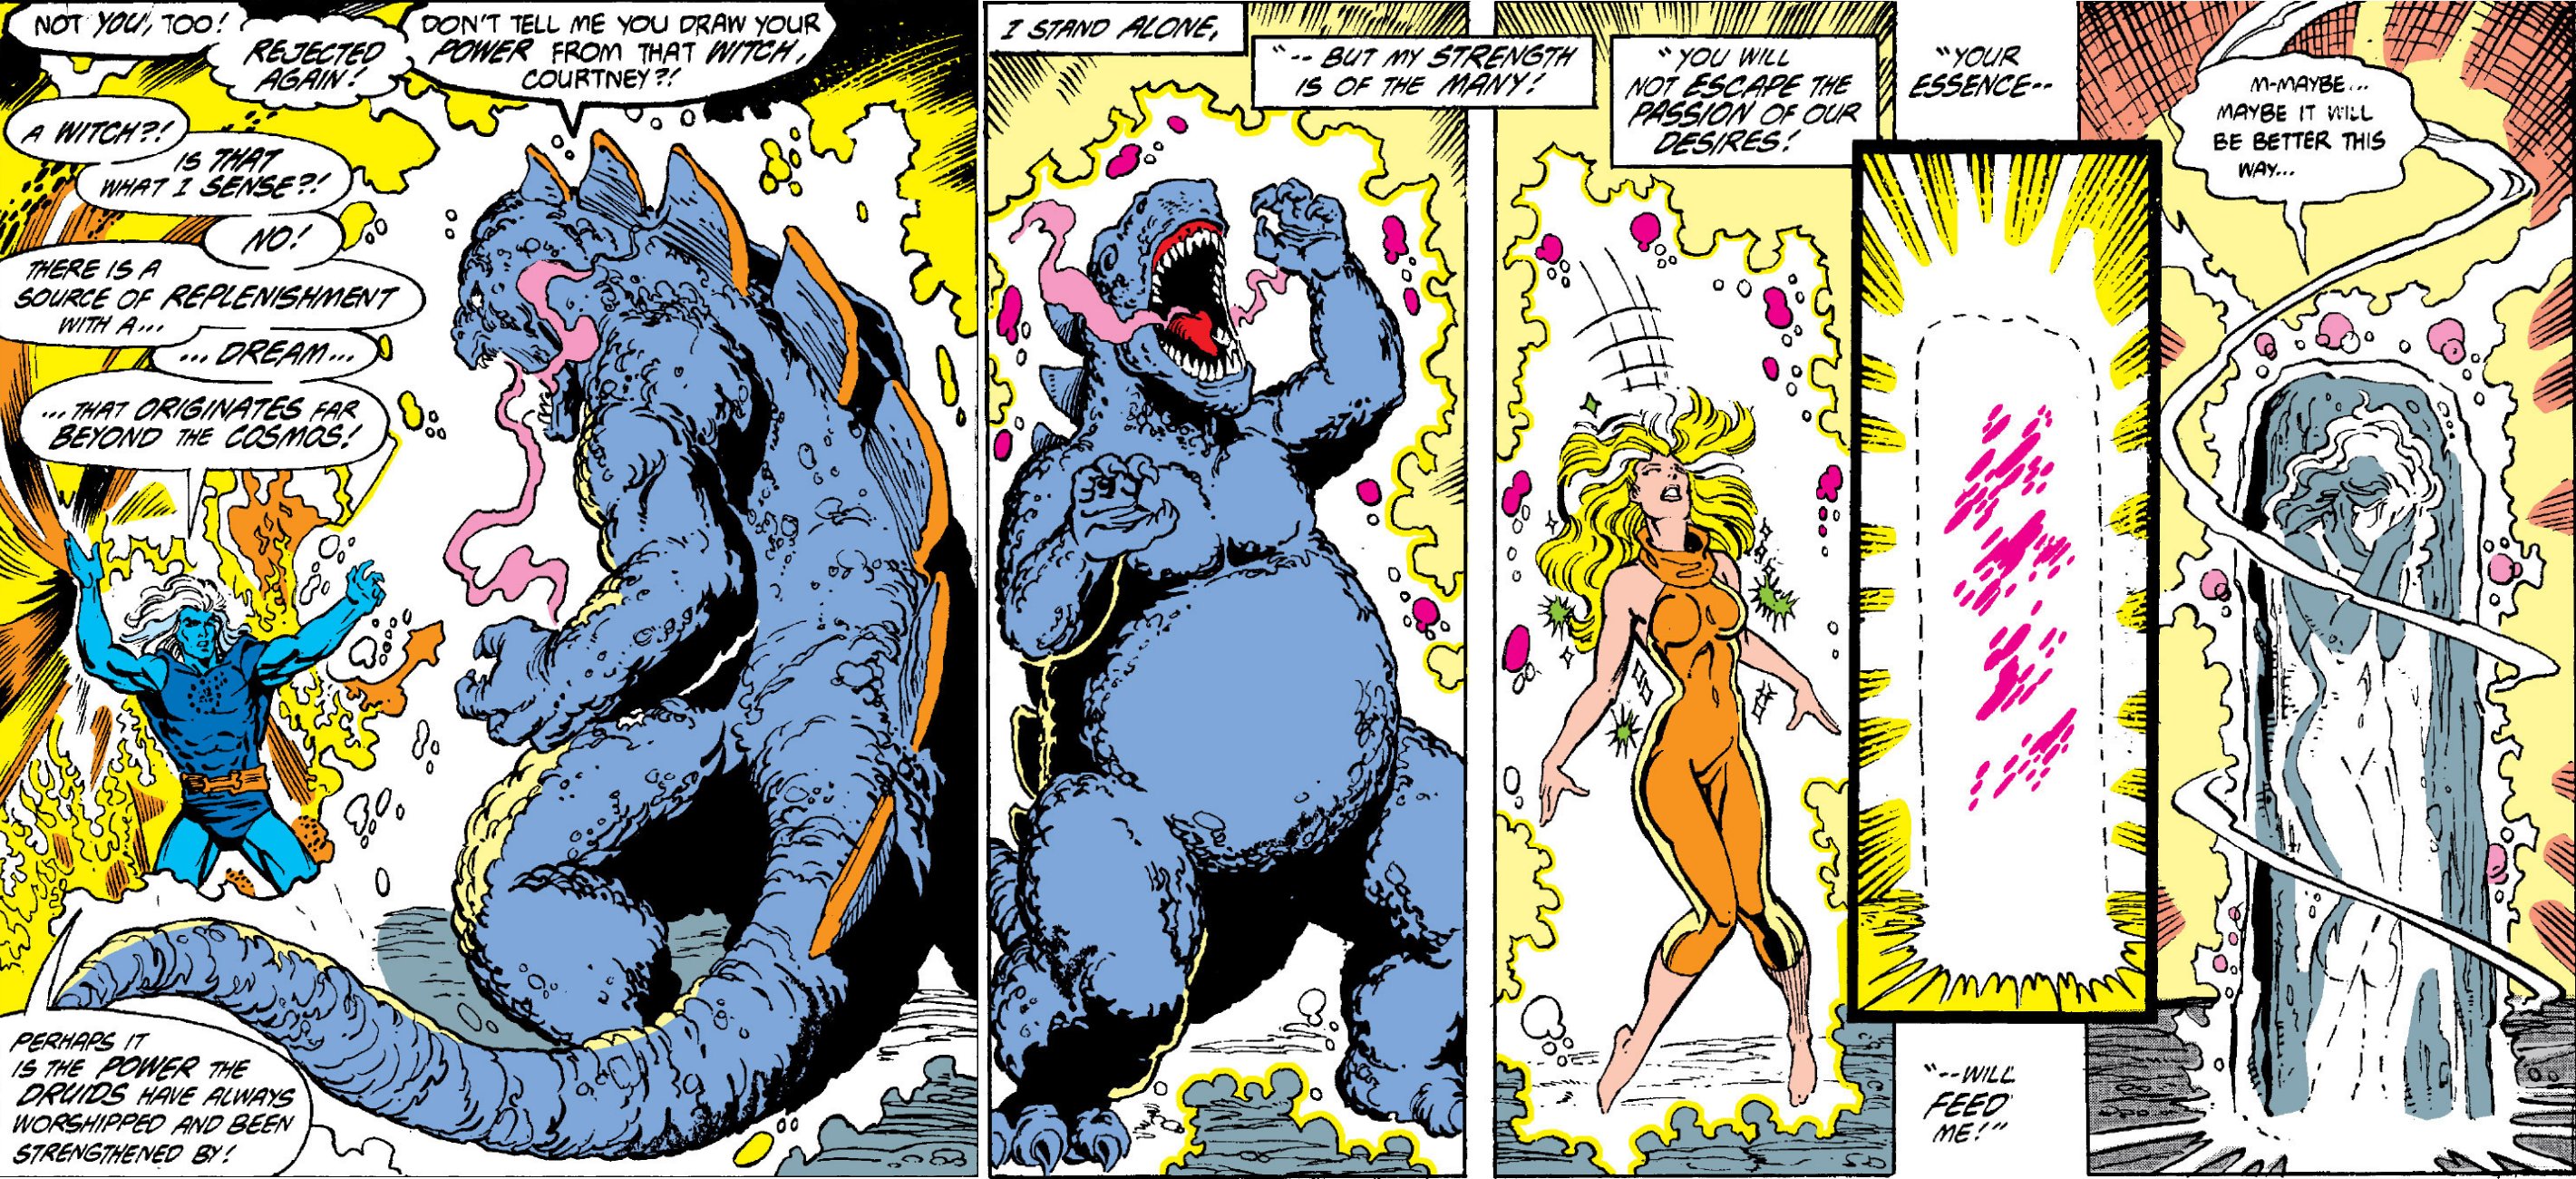 NOT YOU, TOO!
REJECTED
AGAIN!
DON'T TELL ME YOU DRAW YOUR
POWER FROM THAT WITCH,
COURTNEY?!
A WITCH?!
IS THAT
WHAT I SENSE?!
NO!
THERE IS A
SOURCE OF REPLENISHMENT
WITH A...
...DREAM...
...THAT ORIGINATES FAR
BEYOND THE COSMOS!
PERHAPS IT
IS THE POWER THE
DRUIDS HAVE ALWAYS
WORSHIPPED AND BEEN
STRENGTHENED BY!
I STAND ALONE,
"-- BUT MY STRENGTH
IS OF THE MANY!
"YOU WILL
NOT ESCAPE THE
PASSION OF OUR
DESIRES!
"YOUR
ESSENCE--
"--WILL
FEED
ME!"
M-MAYBE...
MAYBE IT WILL
BE BETTER THIS
WAY...